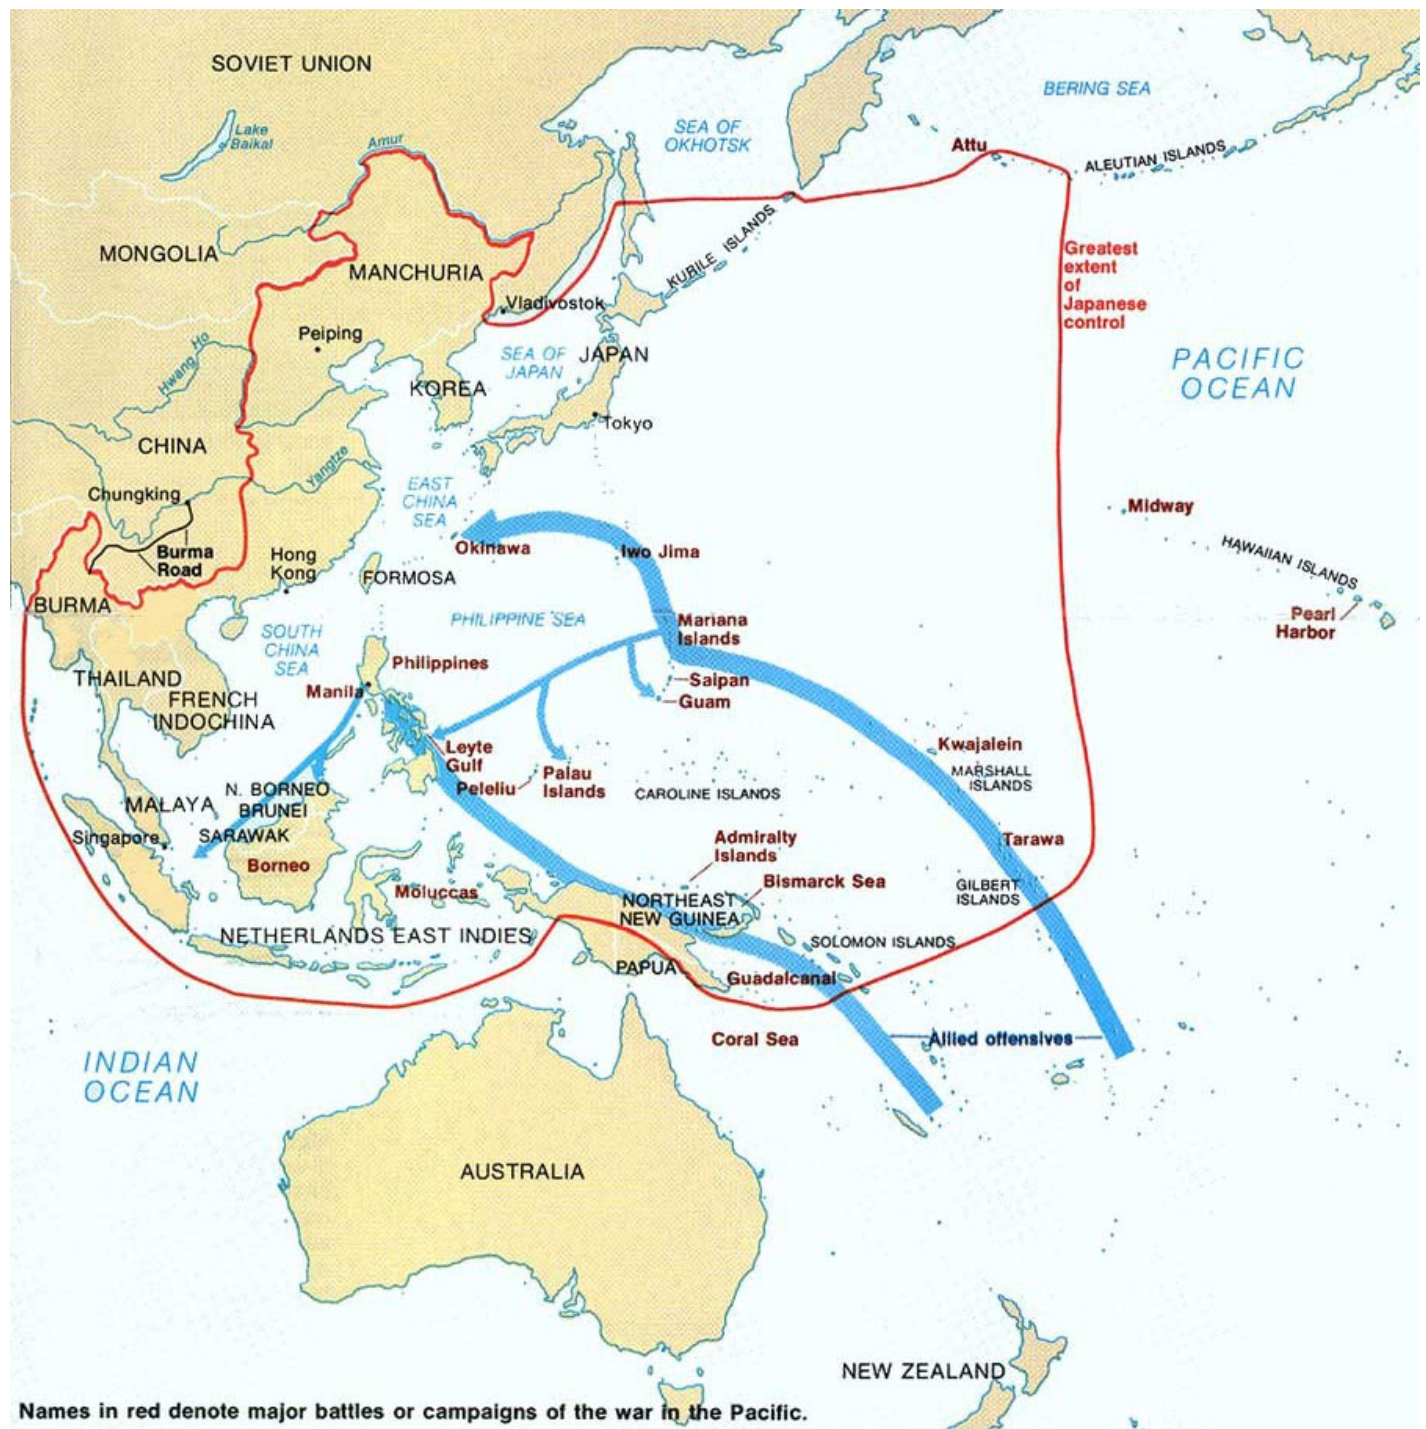 SOVIET UNION
BERING SEA
Lake
Baikal
Amur
SEA OF
OKHOTSK
Attu
ALEUTIAN ISLANDS
MONGOLIA
MANCHURIA
KURILE ISLANDS
Greatest
extent
of
Japanese
control
Vladivostok
Peiping
Hwang Ho
SEA OF
JAPAN
JAPAN
KOREA
PACIFIC
OCEAN
Tokyo
CHINA
Yangtze
Chungking
EAST
CHINA
SEA
Midway
Burma
Road
Hong
Kong
Okinawa
Iwo Jima
HAWAIIAN ISLANDS
FORMOSA
BURMA
PHILIPPINE SEA
Mariana
Islands
Pearl
Harbor
SOUTH
CHINA
SEA
Philippines
THAILAND
Manila
Saipan
Guam
FRENCH
INDOCHINA
Leyte
Gulf
Kwajalein
MARSHALL
ISLANDS
Peleliu
Palau
Islands
CAROLINE ISLANDS
N. BORNEO
BRUNEI
MALAYA
SARAWAK
Singapore
Borneo
Admiralty
Islands
Tarawa
Moluccas
Bismarck Sea
GILBERT
ISLANDS
NORTHEAST
NEW GUINEA
NETHERLANDS EAST INDIES
SOLOMON ISLANDS
PAPUA
Guadalcanal
Coral Sea
Allied offensives
INDIAN
OCEAN
AUSTRALIA
NEW ZEALAND
Names in red denote major battles or campaigns of the war in the Pacific.